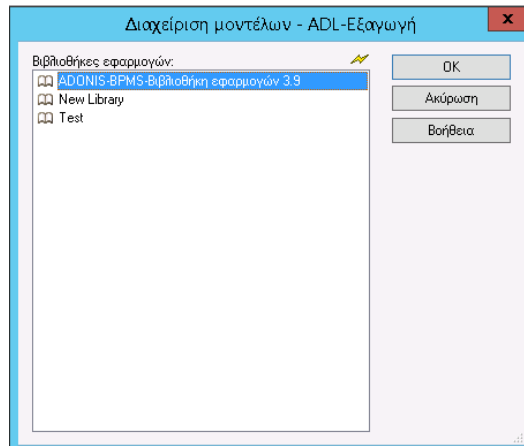 Διαχείριση μοντέλων - ADL-Εξαγωγή
x
Βιβλιοθήκες εφαρμογών:
ADONIS-BPMS-Βιβλιοθήκη εφαρμογών 3.9
New Library
Test
OK
Ακύρωση
Βοήθεια